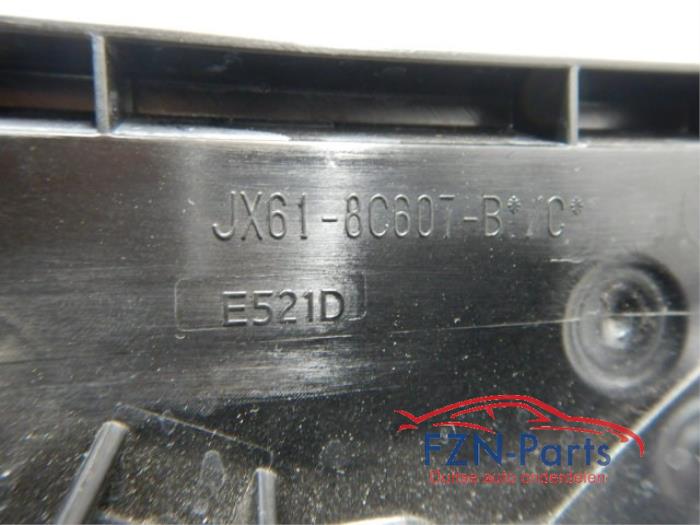 JX61-8C607-B*/C*
E521D
FZN-Parts
Duitse auto onderdelen